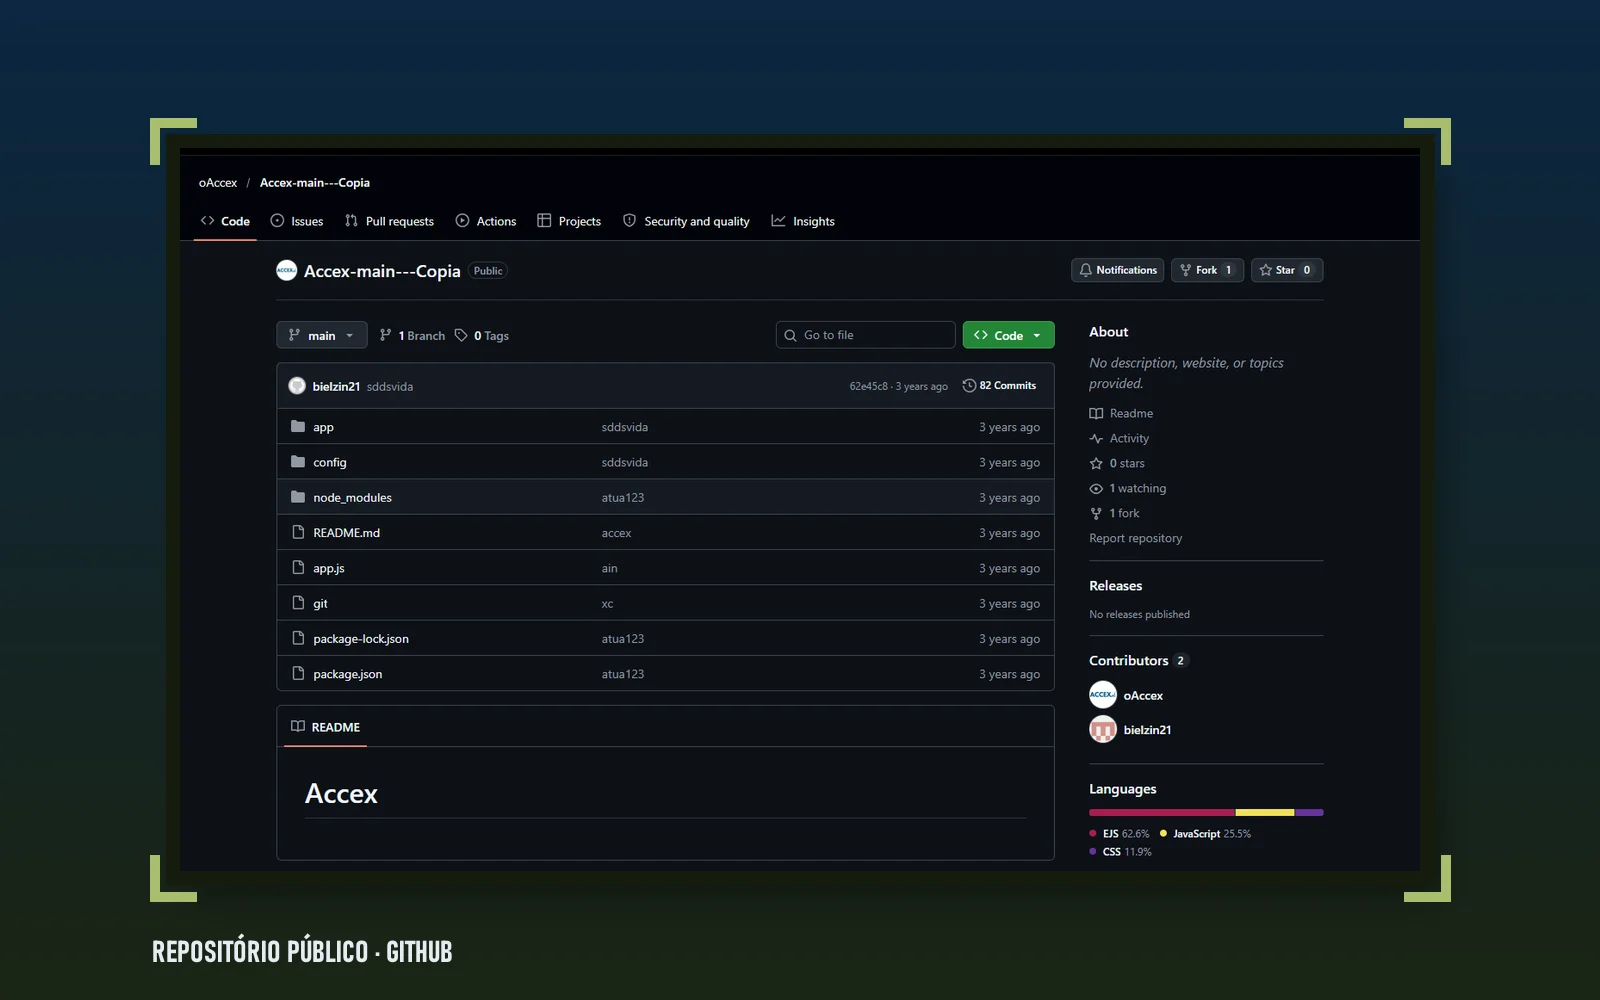 oAccex / Accex-main---Copia
Code Issues Pull requests Actions Projects Security and quality Insights
ACCEX Accex-main---Copia Public
Notifications Fork 1 Star 0
main 1 Branch 0 Tags Go to file Code
bielzin21 sddsvida 62e45c8 · 3 years ago 82 Commits
app sddsvida 3 years ago
config sddsvida 3 years ago
node_modules atua123 3 years ago
README.md accex 3 years ago
app.js ain 3 years ago
git xc 3 years ago
package-lock.json atua123 3 years ago
package.json atua123 3 years ago
README
Accex
About
No description, website, or topics
provided.
Readme
Activity
0 stars
1 watching
1 fork
Report repository
Releases
No releases published
Contributors 2
ACCEX oAccex
bielzin21
Languages
EJS 62.6% JavaScript 25.5%
CSS 11.9%
REPOSITÓRIO PÚBLICO · GITHUB